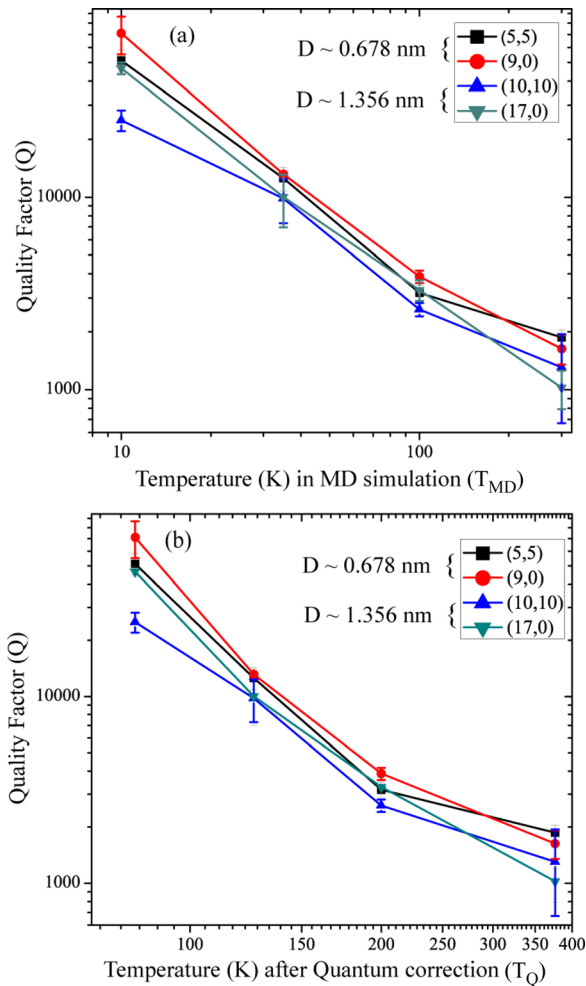 (a)
D ~ 0.678 nm {
D ~ 1.356 nm {
(5,5)
(9,0)
(10,10)
(17,0)
10000
1000
Quality Factor (Q)
10
100
Temperature (K) in MD simulation (T_MD)
(b)
D ~ 0.678 nm {
D ~ 1.356 nm {
(5,5)
(9,0)
(10,10)
(17,0)
10000
1000
Quality Factor (Q)
100 150 200 250 300 350 400
Temperature (K) after Quantum correction (T_Q)